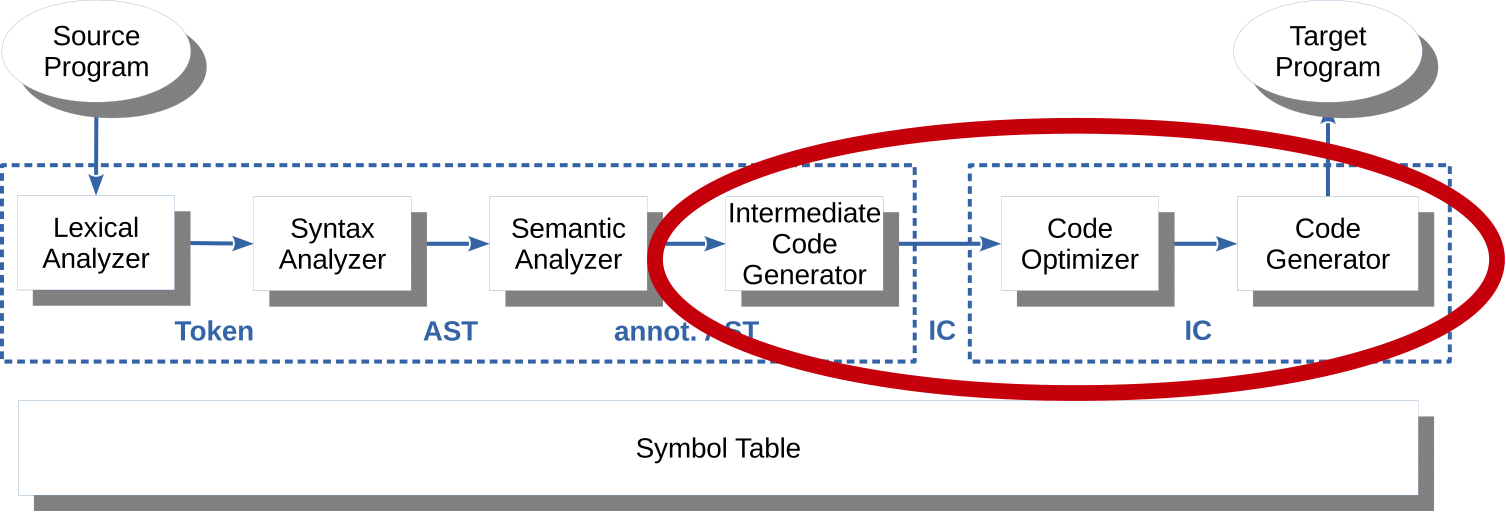 Source
Program
Target
Program
Lexical
Analyzer
Syntax
Analyzer
Semantic
Analyzer
Intermediate
Code
Generator
Code
Optimizer
Code
Generator
Token
AST
annot. AST
IC
IC
Symbol Table